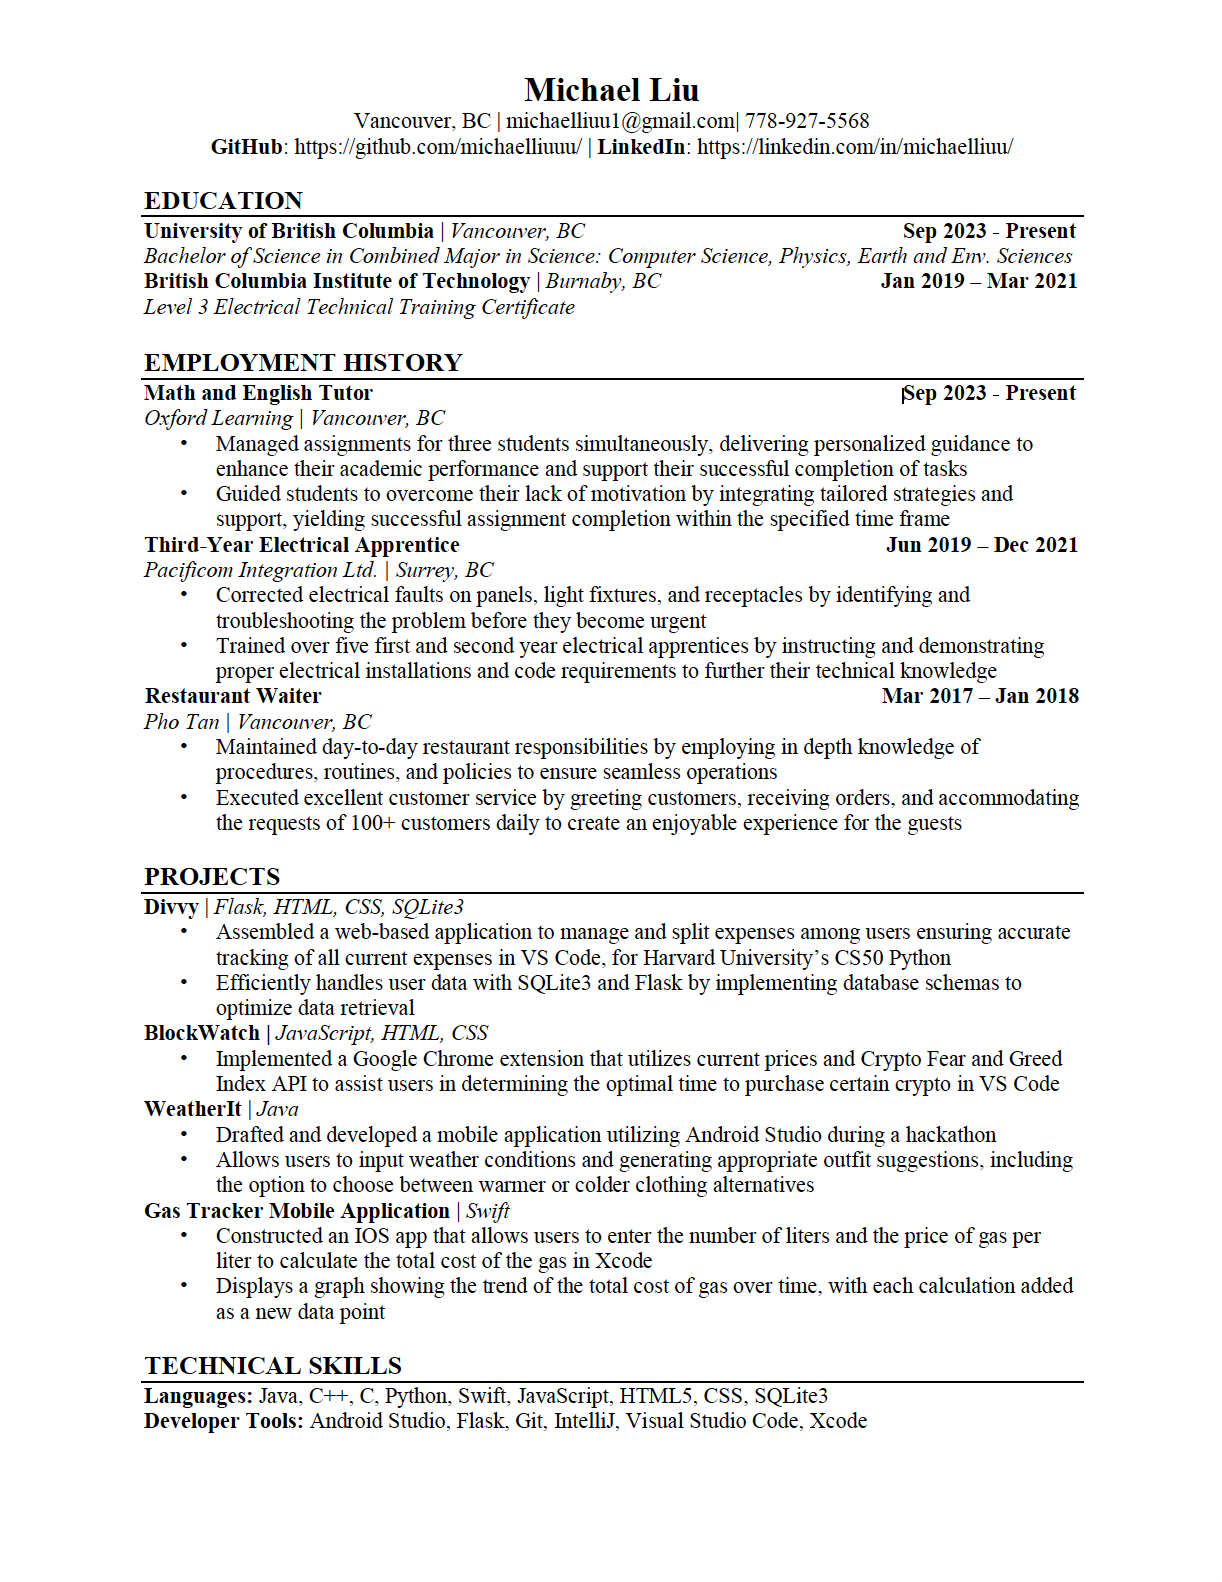 Michael Liu
Vancouver, BC | michaelliuu1@gmail.com| 778-927-5568
GitHub: https://github.com/michaelliuuu/ | LinkedIn: https://linkedin.com/in/michaelliuu/
EDUCATION
University of British Columbia | Vancouver, BC Sep 2023 - Present
Bachelor of Science in Combined Major in Science: Computer Science, Physics, Earth and Env. Sciences
British Columbia Institute of Technology | Burnaby, BC Jan 2019 – Mar 2021
Level 3 Electrical Technical Training Certificate
EMPLOYMENT HISTORY
Math and English Tutor Sep 2023 - Present
Oxford Learning | Vancouver, BC
• Managed assignments for three students simultaneously, delivering personalized guidance to
enhance their academic performance and support their successful completion of tasks
• Guided students to overcome their lack of motivation by integrating tailored strategies and
support, yielding successful assignment completion within the specified time frame
Third-Year Electrical Apprentice Jun 2019 – Dec 2021
Pacificom Integration Ltd. | Surrey, BC
• Corrected electrical faults on panels, light fixtures, and receptacles by identifying and
troubleshooting the problem before they become urgent
• Trained over five first and second year electrical apprentices by instructing and demonstrating
proper electrical installations and code requirements to further their technical knowledge
Restaurant Waiter Mar 2017 – Jan 2018
Pho Tan | Vancouver, BC
• Maintained day-to-day restaurant responsibilities by employing in depth knowledge of
procedures, routines, and policies to ensure seamless operations
• Executed excellent customer service by greeting customers, receiving orders, and accommodating
the requests of 100+ customers daily to create an enjoyable experience for the guests
PROJECTS
Divvy | Flask, HTML, CSS, SQLite3
• Assembled a web-based application to manage and split expenses among users ensuring accurate
tracking of all current expenses in VS Code, for Harvard University’s CS50 Python
• Efficiently handles user data with SQLite3 and Flask by implementing database schemas to
optimize data retrieval
BlockWatch | JavaScript, HTML, CSS
• Implemented a Google Chrome extension that utilizes current prices and Crypto Fear and Greed
Index API to assist users in determining the optimal time to purchase certain crypto in VS Code
WeatherIt | Java
• Drafted and developed a mobile application utilizing Android Studio during a hackathon
• Allows users to input weather conditions and generating appropriate outfit suggestions, including
the option to choose between warmer or colder clothing alternatives
Gas Tracker Mobile Application | Swift
• Constructed an IOS app that allows users to enter the number of liters and the price of gas per
liter to calculate the total cost of the gas in Xcode
• Displays a graph showing the trend of the total cost of gas over time, with each calculation added
as a new data point
TECHNICAL SKILLS
Languages: Java, C++, C, Python, Swift, JavaScript, HTML5, CSS, SQLite3
Developer Tools: Android Studio, Flask, Git, IntelliJ, Visual Studio Code, Xcode